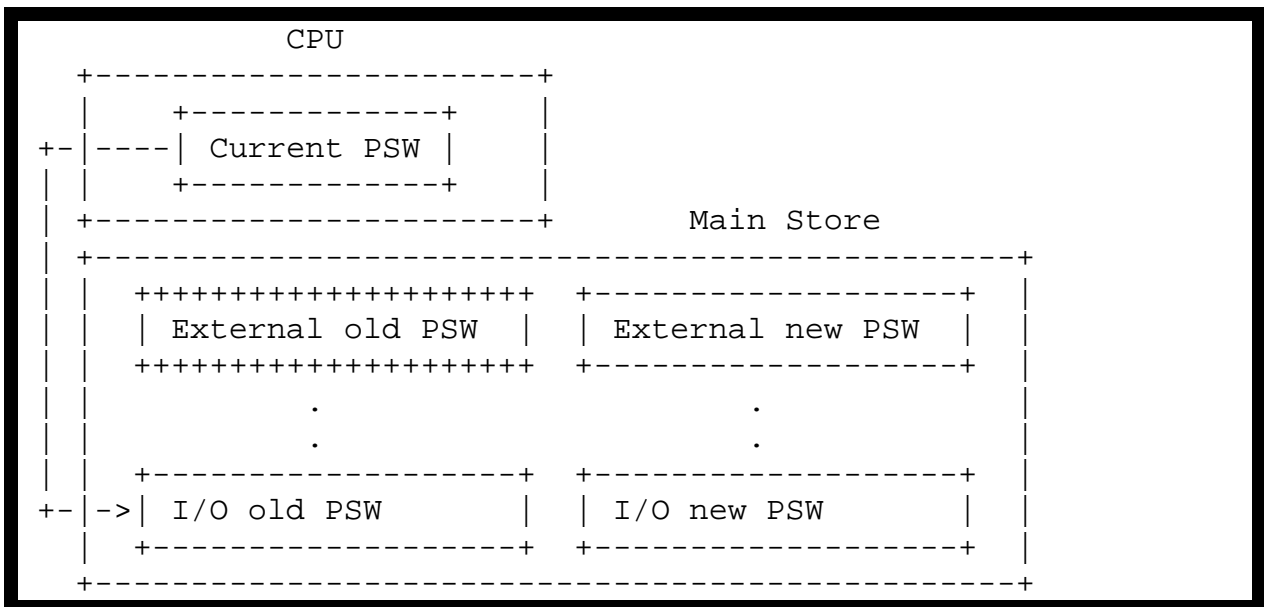 CPU
Current PSW
Main Store
External old PSW External new PSW
. .
. .
I/O old PSW I/O new PSW